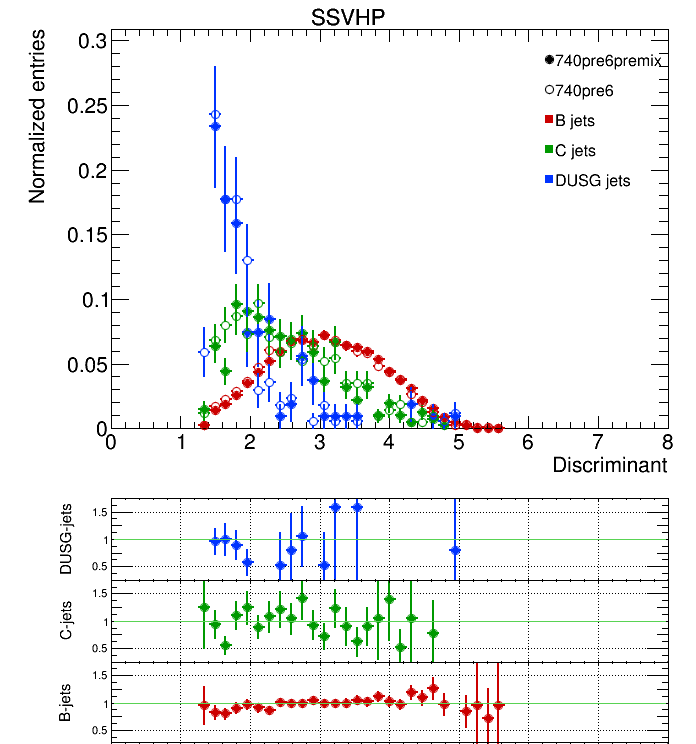 SSVHP
Normalized entries
0.3
0.25
0.2
0.15
0.1
0.05
0
740pre6premix
740pre6
B jets
C jets
DUSG jets
0 1 2 3 4 5 6 7 8
Discriminant
DUSG-jets
1.5
1
0.5
C-jets
1.5
1
0.5
B-jets
1.5
1
0.5